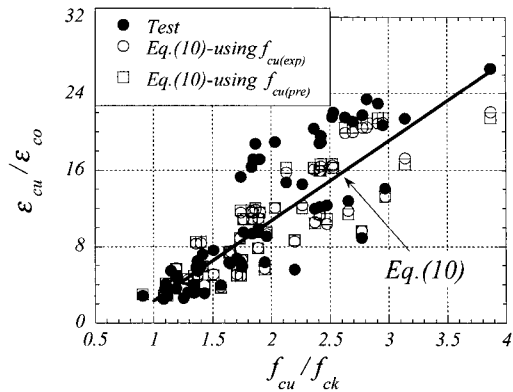 Test
Eq.(10)-using f_cu(exp)
Eq.(10)-using f_cu(pre)
32
24
16
8
0
ε_cu/ε_co
Eq.(10)
0.5 1 1.5 2 2.5 3 3.5 4
f_cu/f_ck